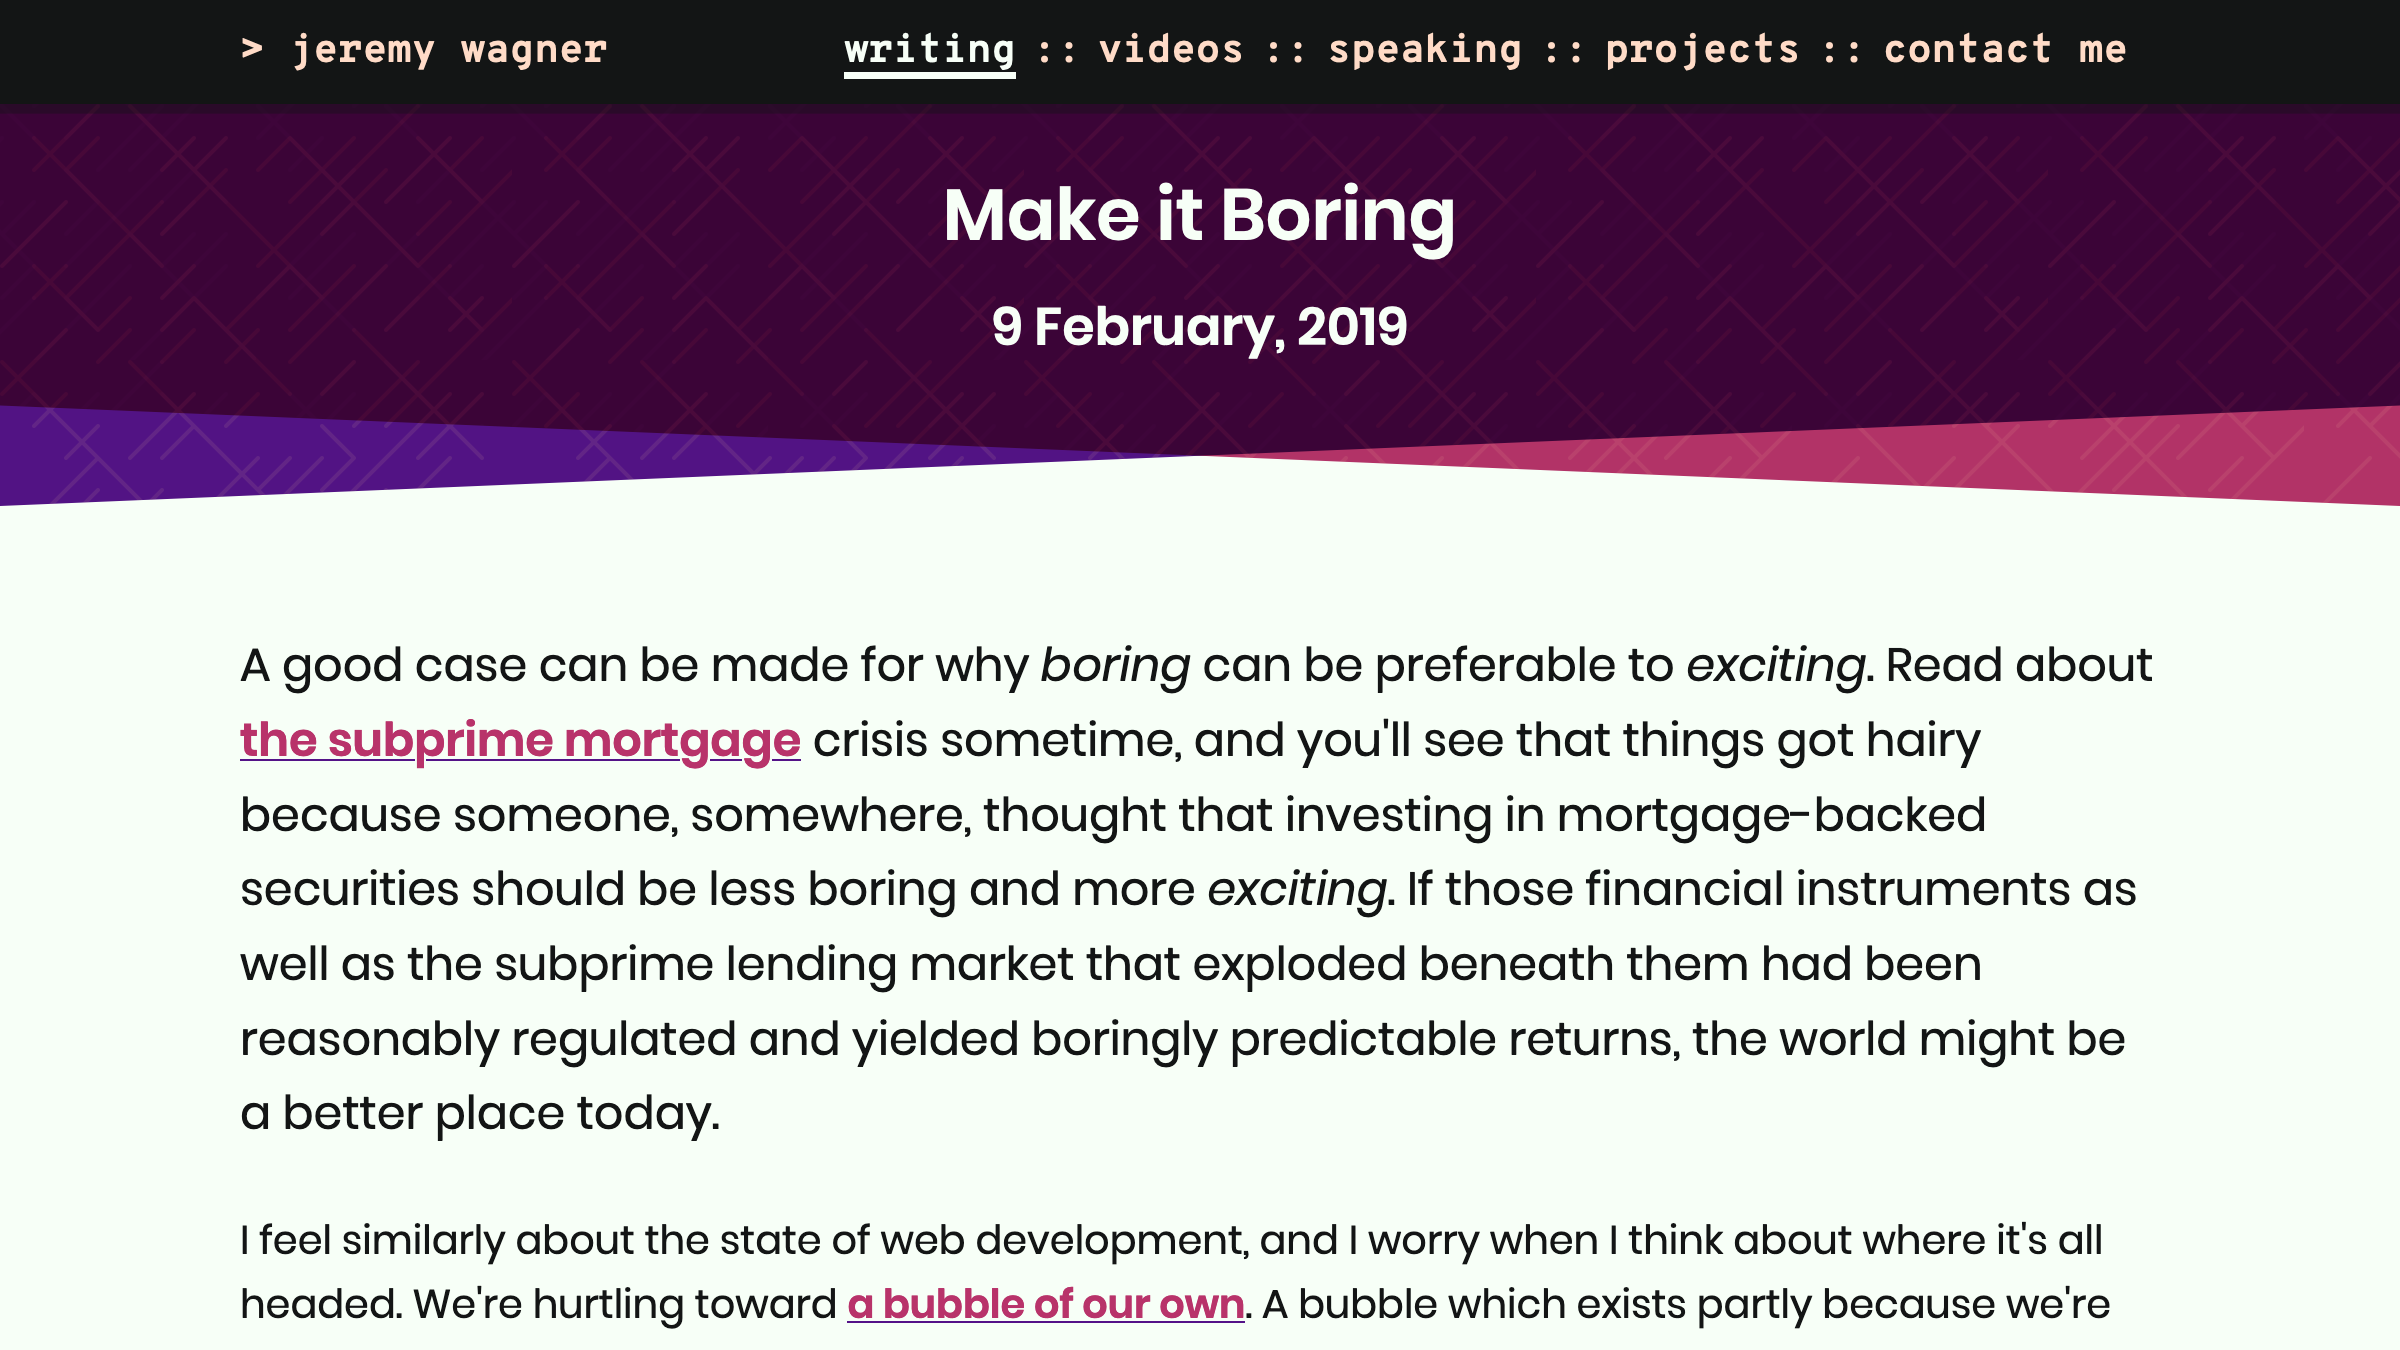 > jeremy wagner
writing :: videos :: speaking :: projects :: contact me
Make it Boring
9 February, 2019
A good case can be made for why boring can be preferable to exciting. Read about
the subprime mortgage crisis sometime, and you'll see that things got hairy
because someone, somewhere, thought that investing in mortgage-backed
securities should be less boring and more exciting. If those financial instruments as
well as the subprime lending market that exploded beneath them had been
reasonably regulated and yielded boringly predictable returns, the world might be
a better place today.
I feel similarly about the state of web development, and I worry when I think about where it's all
headed. We're hurtling toward a bubble of our own. A bubble which exists partly because we're